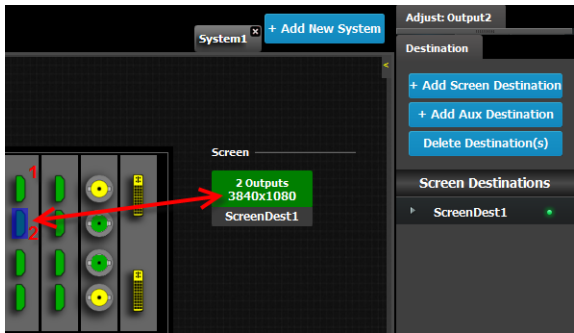 System1
+ Add New System
Adjust: Output2
Destination
<
+ Add Screen Destination
+ Add Aux Destination
Delete Destination(s)
Screen
1
2 Outputs
3840x1080
ScreenDest1
2
Screen Destinations
ScreenDest1